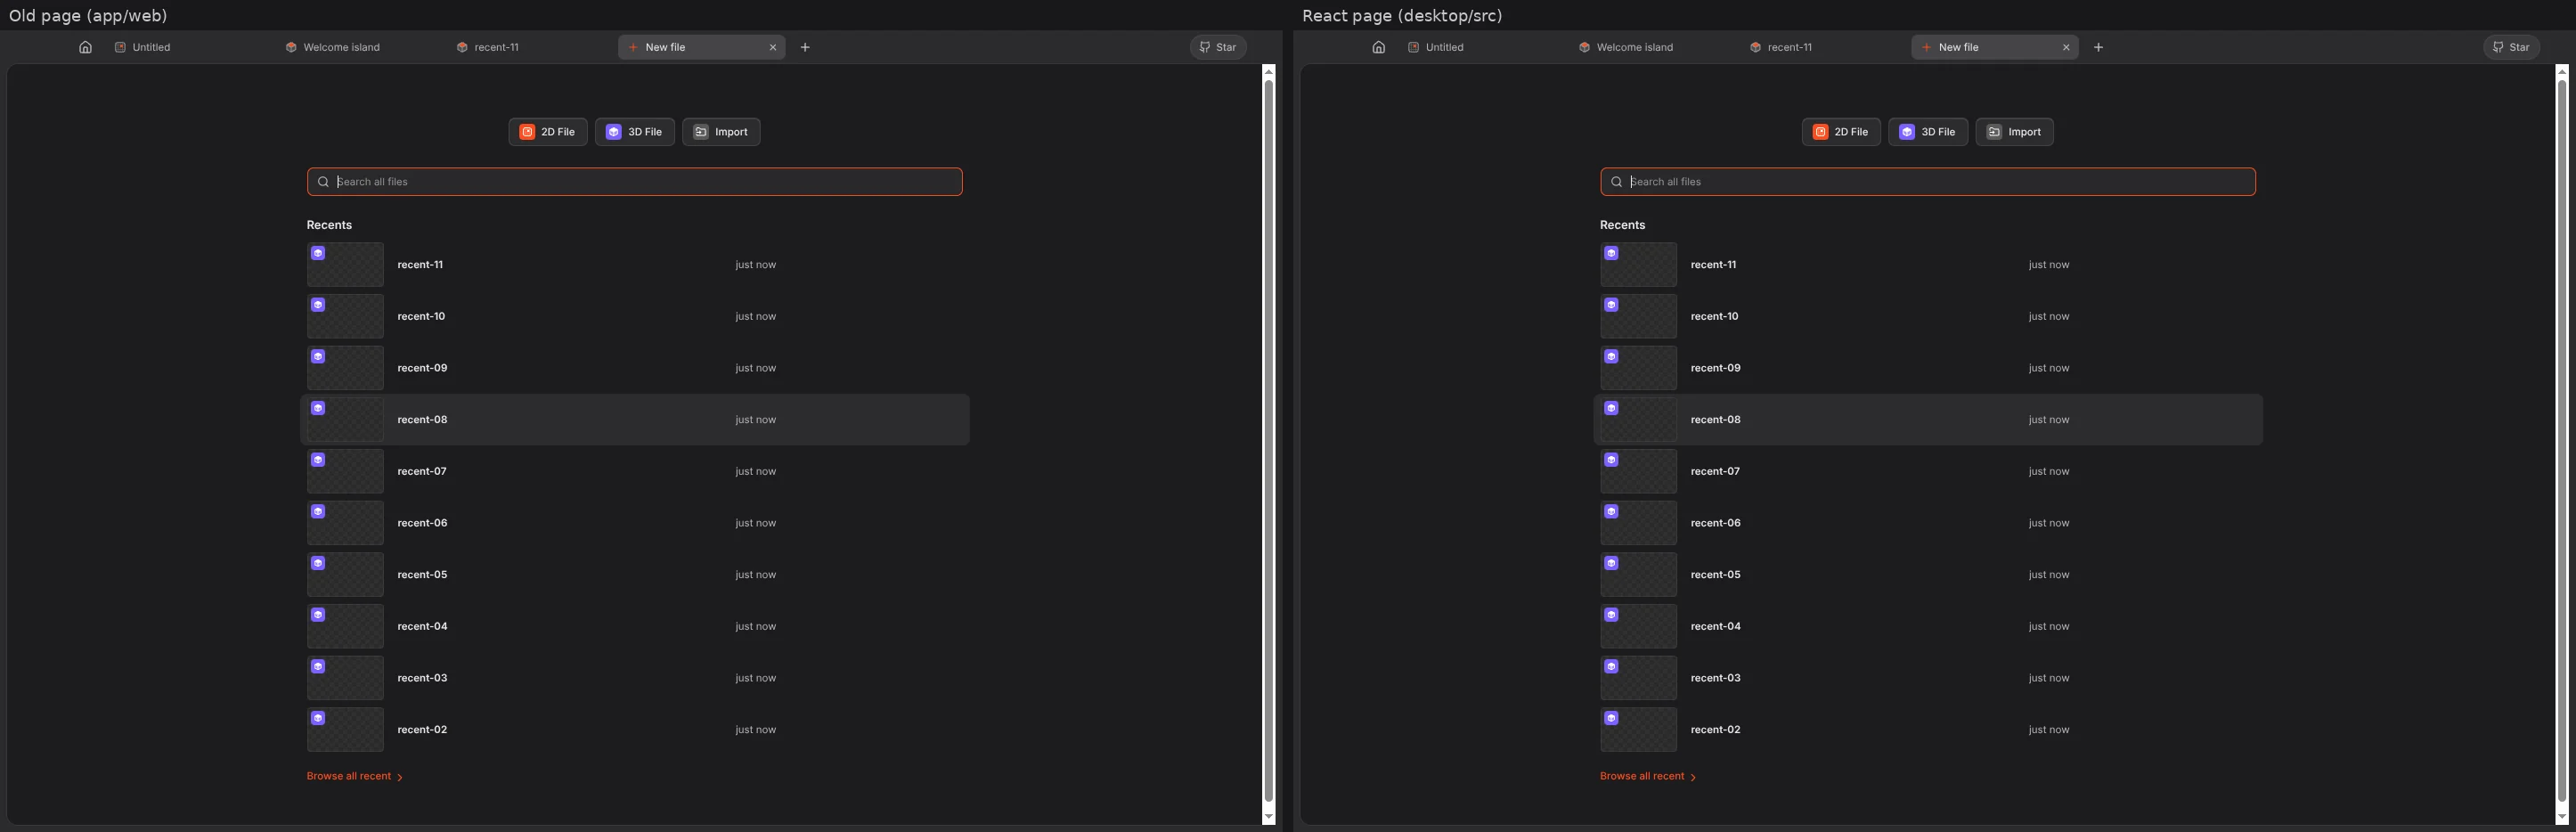 Old page (app/web)
Untitled
Welcome island
recent-11
New file
Star
2D File
3D File
Import
Search all files
Recents
recent-11 just now
recent-10 just now
recent-09 just now
recent-08 just now
recent-07 just now
recent-06 just now
recent-05 just now
recent-04 just now
recent-03 just now
recent-02 just now
Browse all recent
React page (desktop/src)
Untitled
Welcome island
recent-11
New file
Star
2D File
3D File
Import
Search all files
Recents
recent-11 just now
recent-10 just now
recent-09 just now
recent-08 just now
recent-07 just now
recent-06 just now
recent-05 just now
recent-04 just now
recent-03 just now
recent-02 just now
Browse all recent